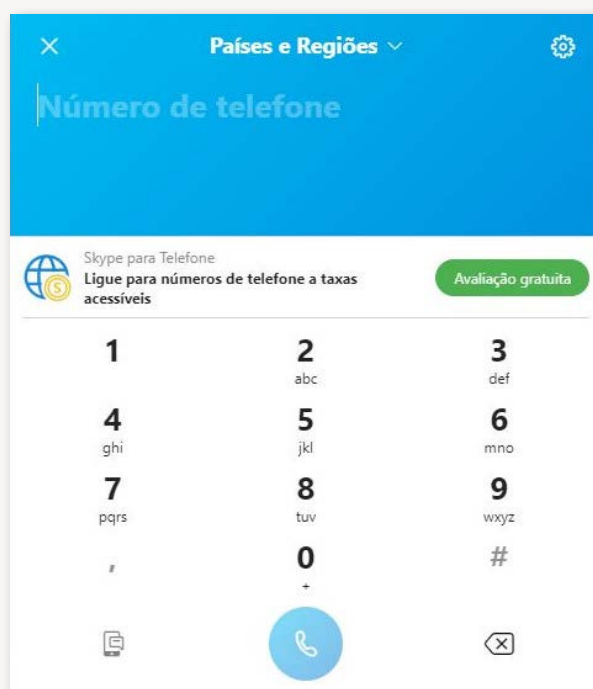 Países e Regiões
Número de telefone
Skype para Telefone
Ligue para números de telefone a taxas
acessíveis
Avaliação gratuita
1 2 3
abc def
4 5 6
ghi jkl mno
7 8 9
pqrs tuv wxyz
, 0 #
+